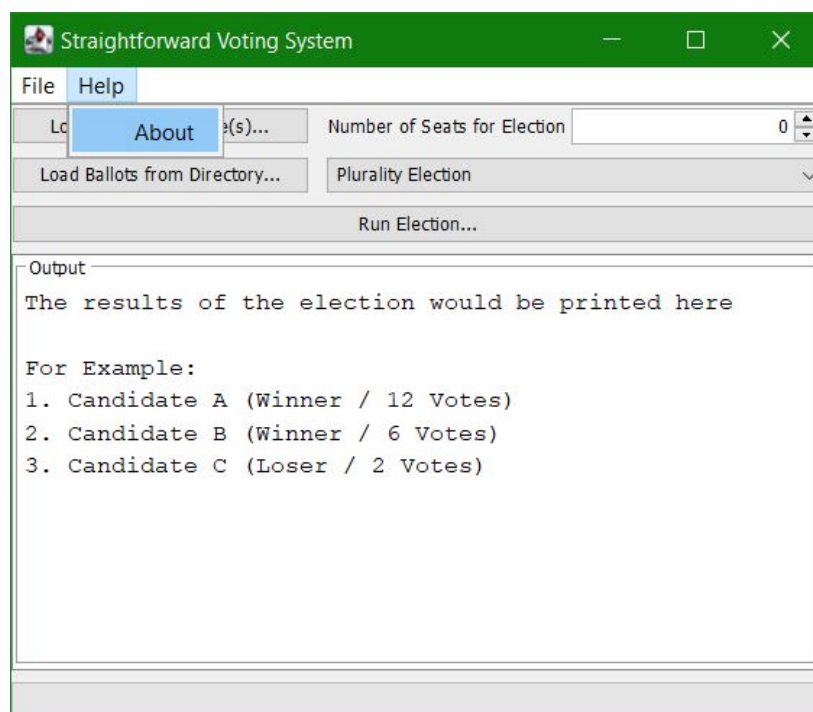 Straightforward Voting System
File Help
About
e(s)... Number of Seats for Election 0
Load Ballots from Directory... Plurality Election
Run Election...
Output
The results of the election would be printed here
For Example:
1. Candidate A (Winner / 12 Votes)
2. Candidate B (Winner / 6 Votes)
3. Candidate C (Loser / 2 Votes)